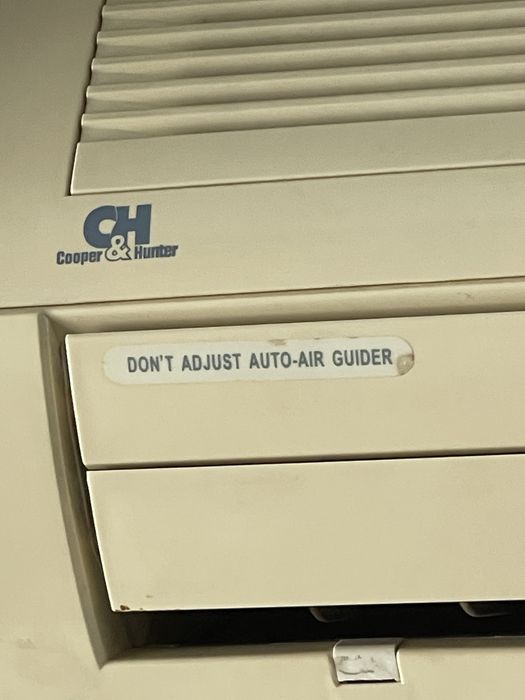 CH
Cooper & Hunter
DON'T ADJUST AUTO-AIR GUIDER